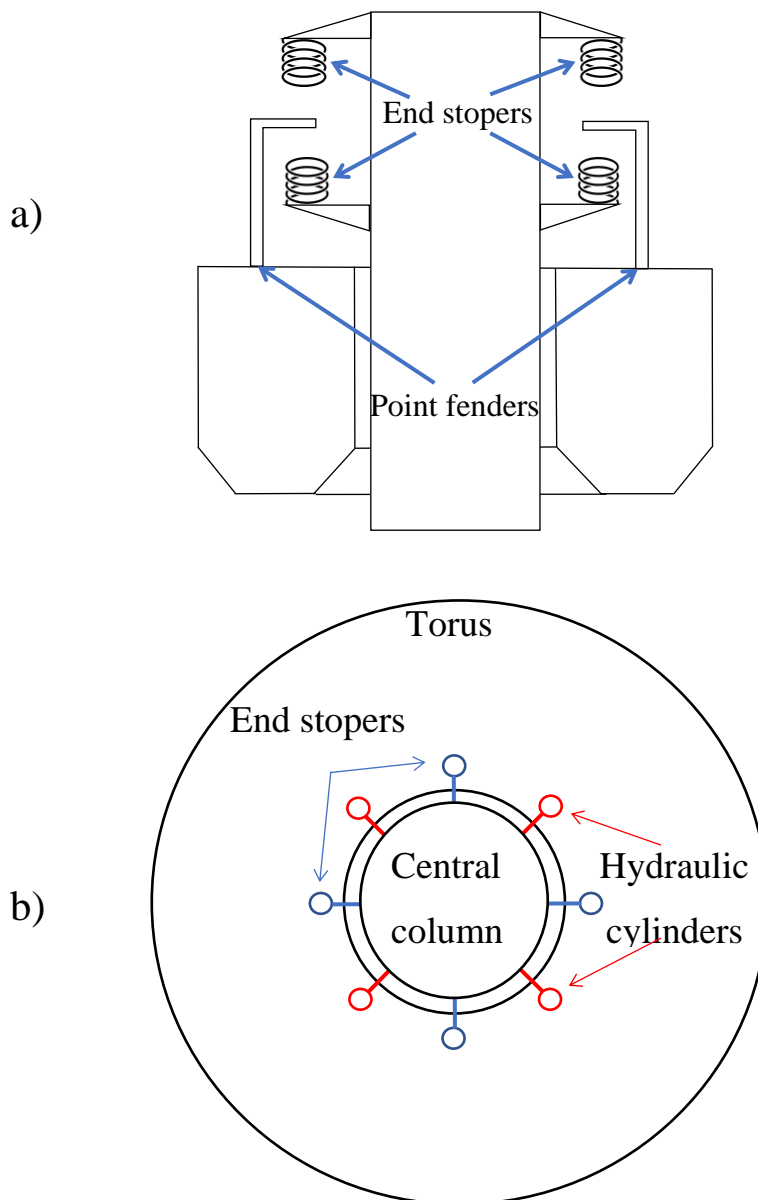 End stopers
a)
Point fenders
Torus
End stopers
Central
column
Hydraulic
cylinders
b)